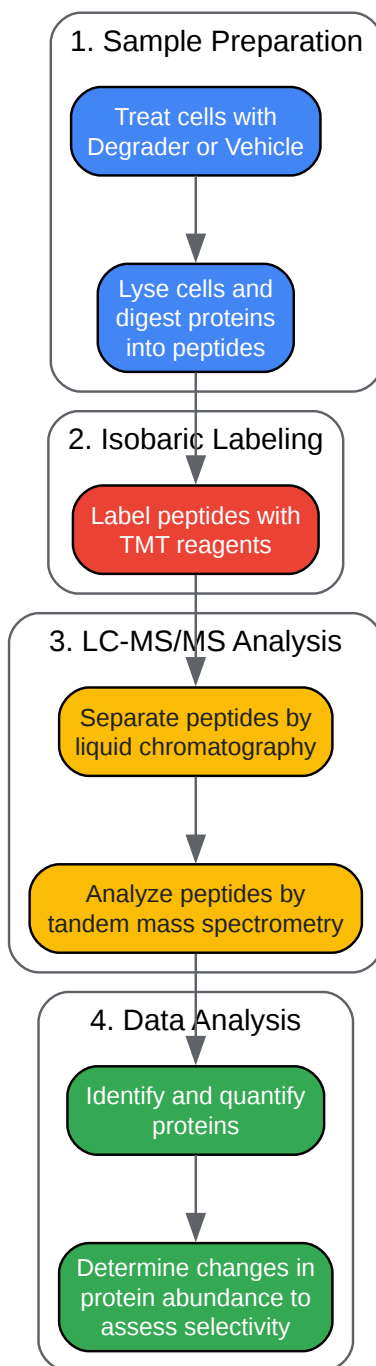 1. Sample Preparation
Treat cells with
Degrader or Vehicle
Lyse cells and
digest proteins
into peptides
2. Isobaric Labeling
Label peptides with
TMT reagents
3. LC-MS/MS Analysis
Separate peptides by
liquid chromatography
Analyze peptides by
tandem mass spectrometry
4. Data Analysis
Identify and quantify
proteins
Determine changes in
protein abundance to
assess selectivity